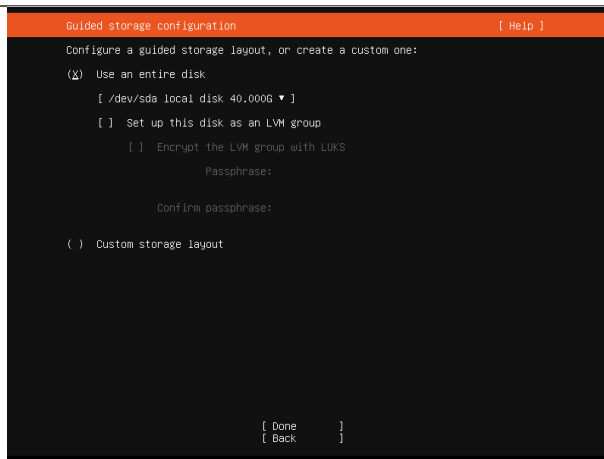 Guided storage configuration [ Help ]
Configure a guided storage layout, or create a custom one:
(X) Use an entire disk
[ /dev/sda local disk 40.000G ▾ ]
[ ] Set up this disk as an LVM group
[ ] Encrypt the LVM group with LUKS
Passphrase:
Confirm passphrase:
( ) Custom storage layout
[ Done ]
[ Back ]